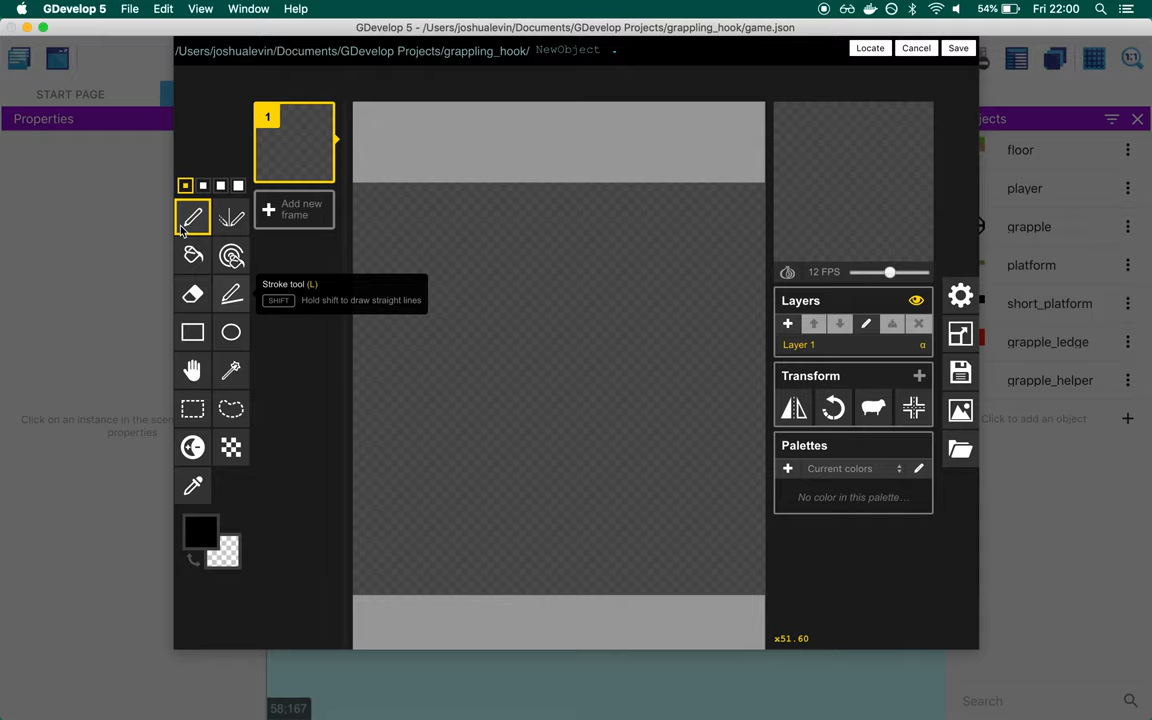 GDevelop 5 File Edit View Window Help 54% Fri 22:00
GDevelop 5 - /Users/joshualevin/Documents/GDevelop Projects/grappling_hook/game.json
/Users/joshualevin/Documents/GDevelop Projects/grappling_hook/ NewObject
Locate Cancel Save
1:1
START PAGE
Properties
jects
1
Add new
frame
floor
player
grapple
platform
short_platform
grapple_ledge
grapple_helper
Click to add an object
Stroke tool (L)
SHIFT Hold shift to draw straight lines
12 FPS
Layers
Layer 1 α
Transform
Palettes
Current colors
No color in this palette...
Click on an instance in the scen
properties
x51.60
58;167
Search